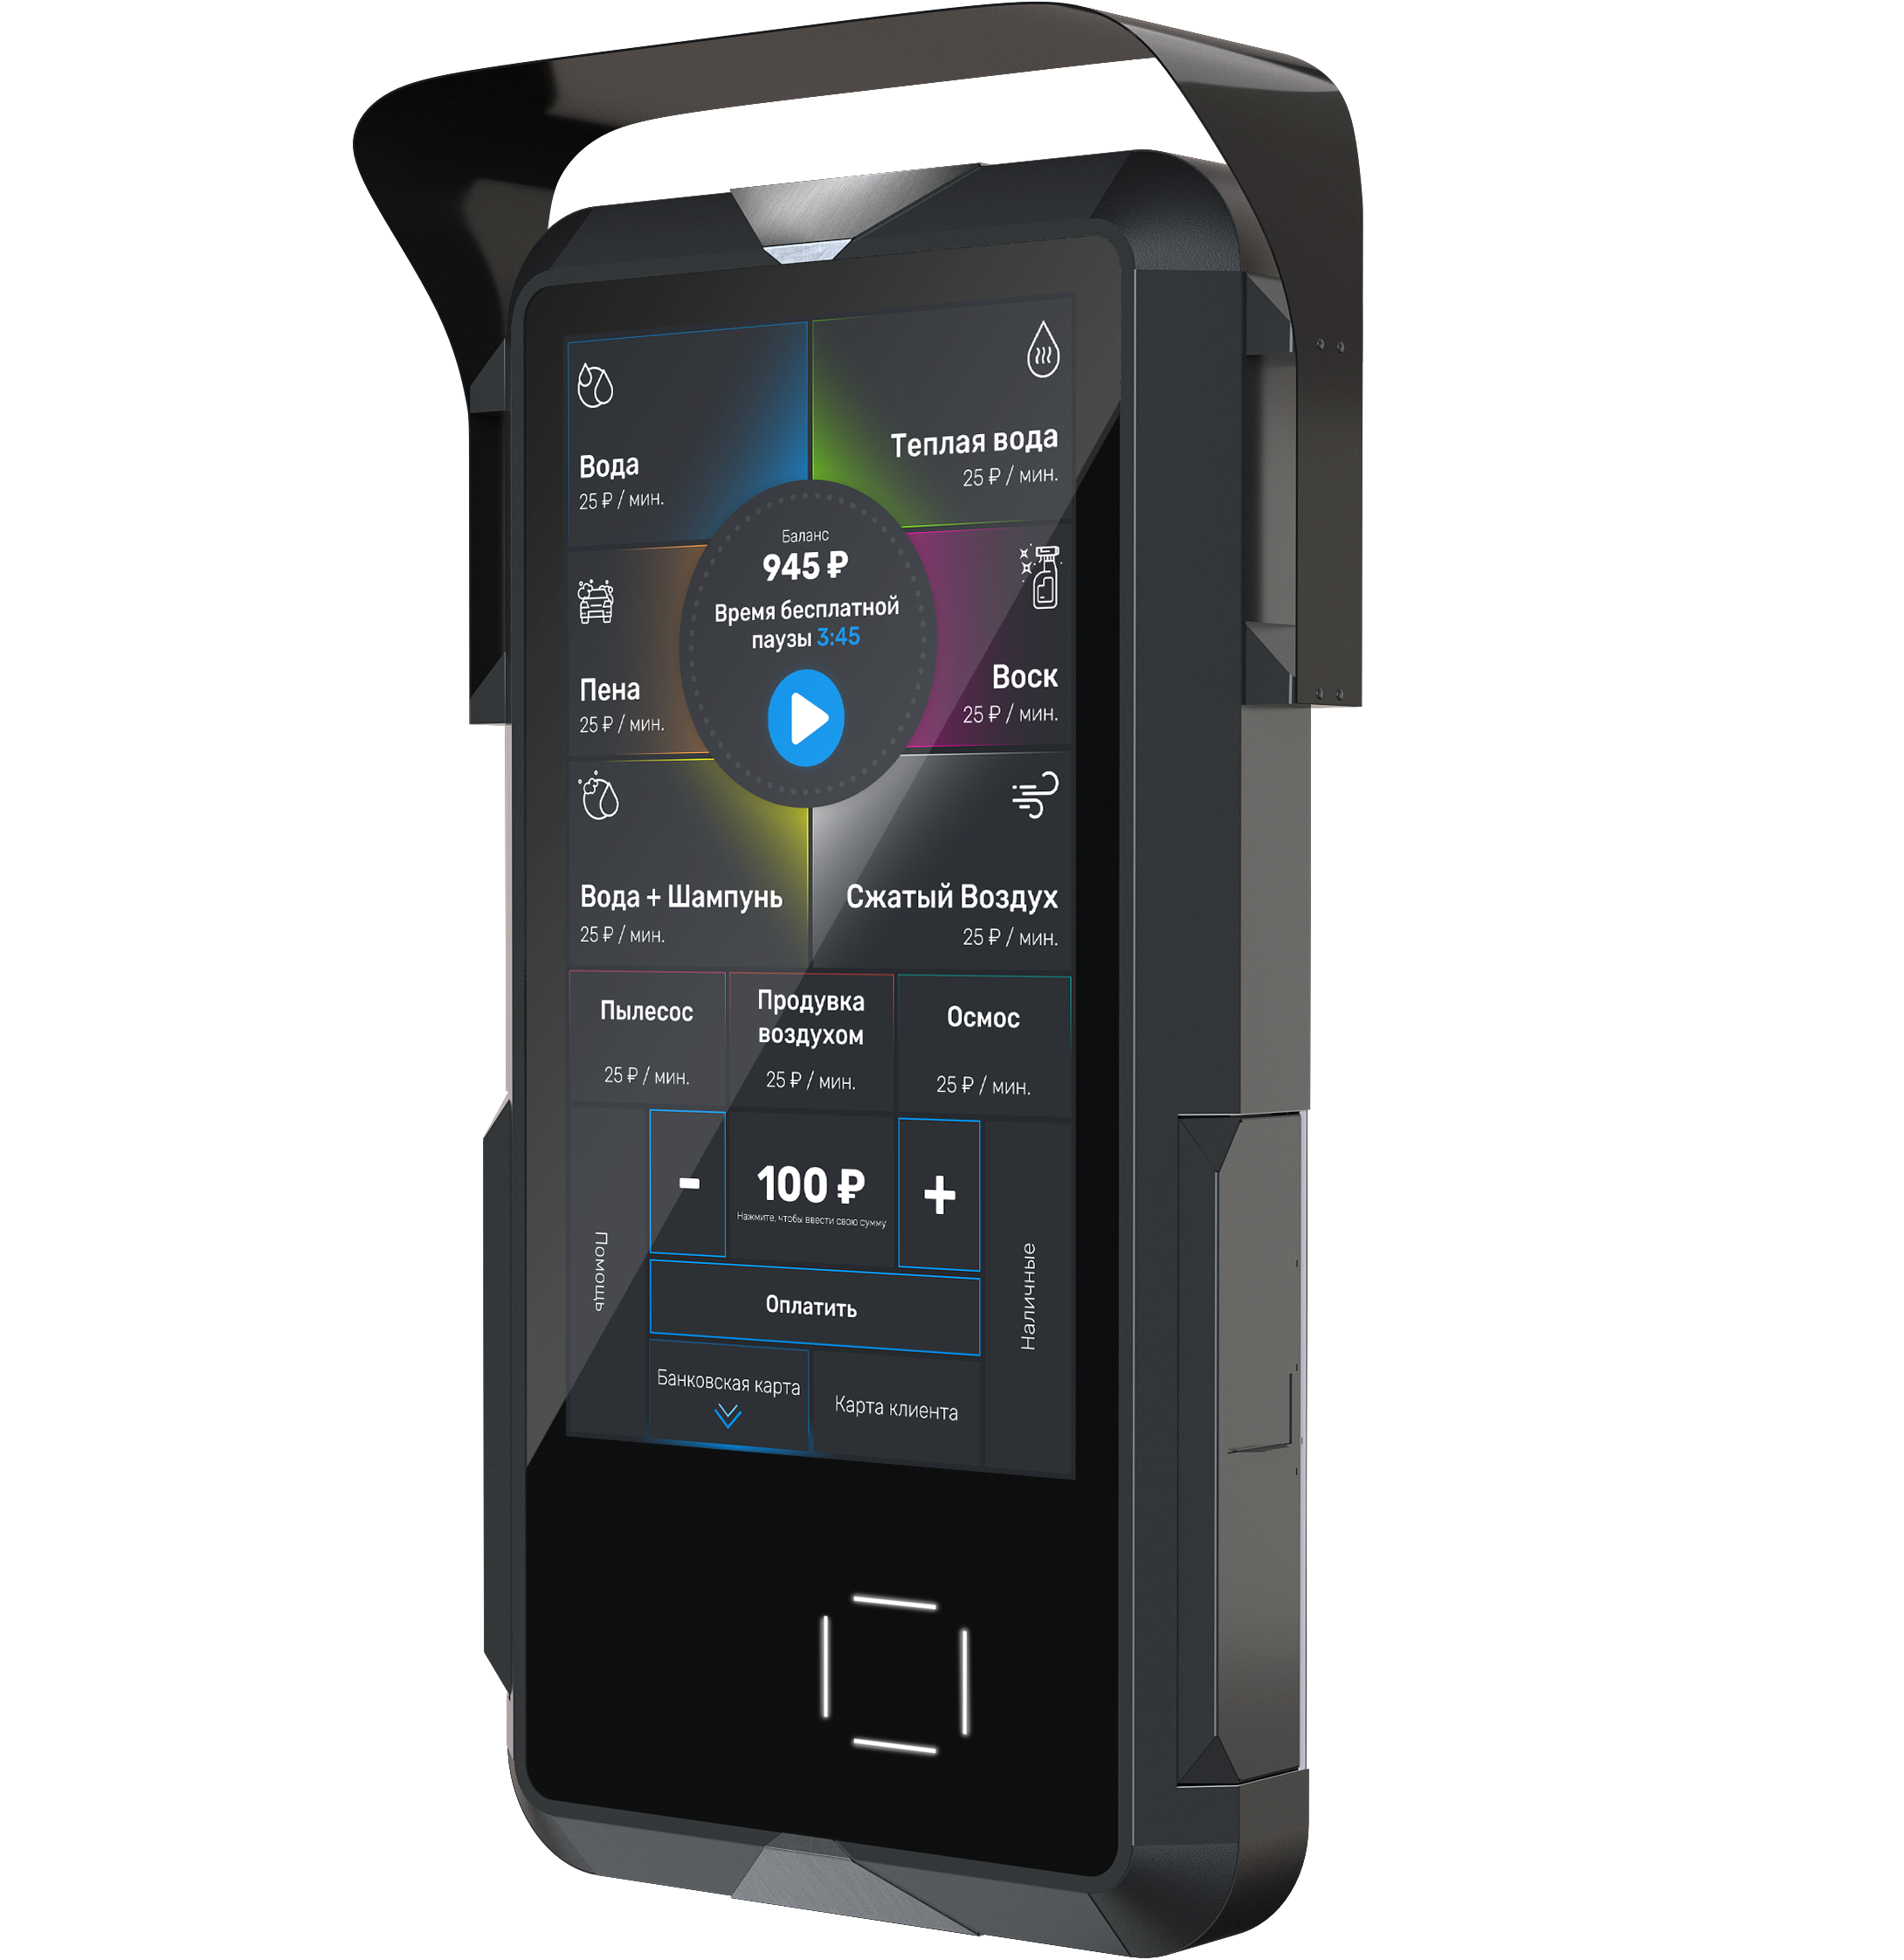 Вода
25 ₽ / мин.
Теплая вода
25 ₽ / мин.
Баланс
945 ₽
Время бесплатной
паузы 3:45
Пена
25 ₽ / мин.
Воск
25 ₽ / мин.
Вода + Шампунь
25 ₽ / мин.
Сжатый Воздух
25 ₽ / мин.
Пылесос
25 ₽ / мин.
Продувка
воздухом
25 ₽ / мин.
Осмос
25 ₽ / мин.
Помощь
-
100 ₽
Нажмите, чтобы ввести свою сумму
+
Наличные
Оплатить
Банковская карта
Карта клиента